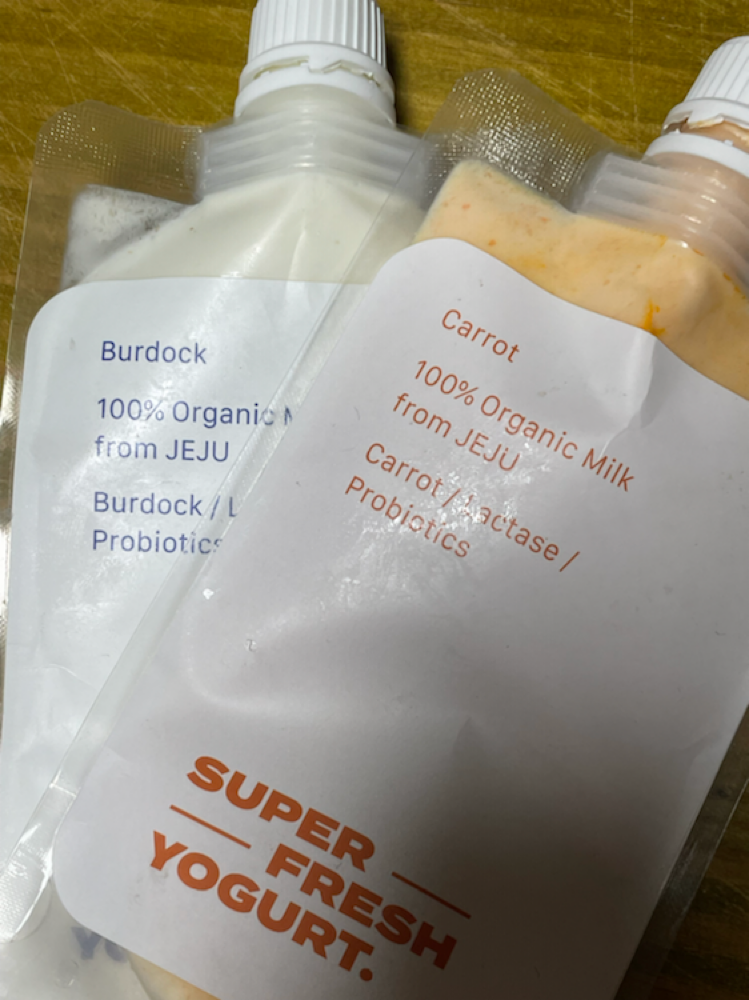 Burdock
100% Organic
from JEJU
Burdock / L
Probiotics
Carrot
100% Organic Milk
from JEJU
Carrot / Lactase /
Probiotics
SUPER
FRESH
YOGURT.